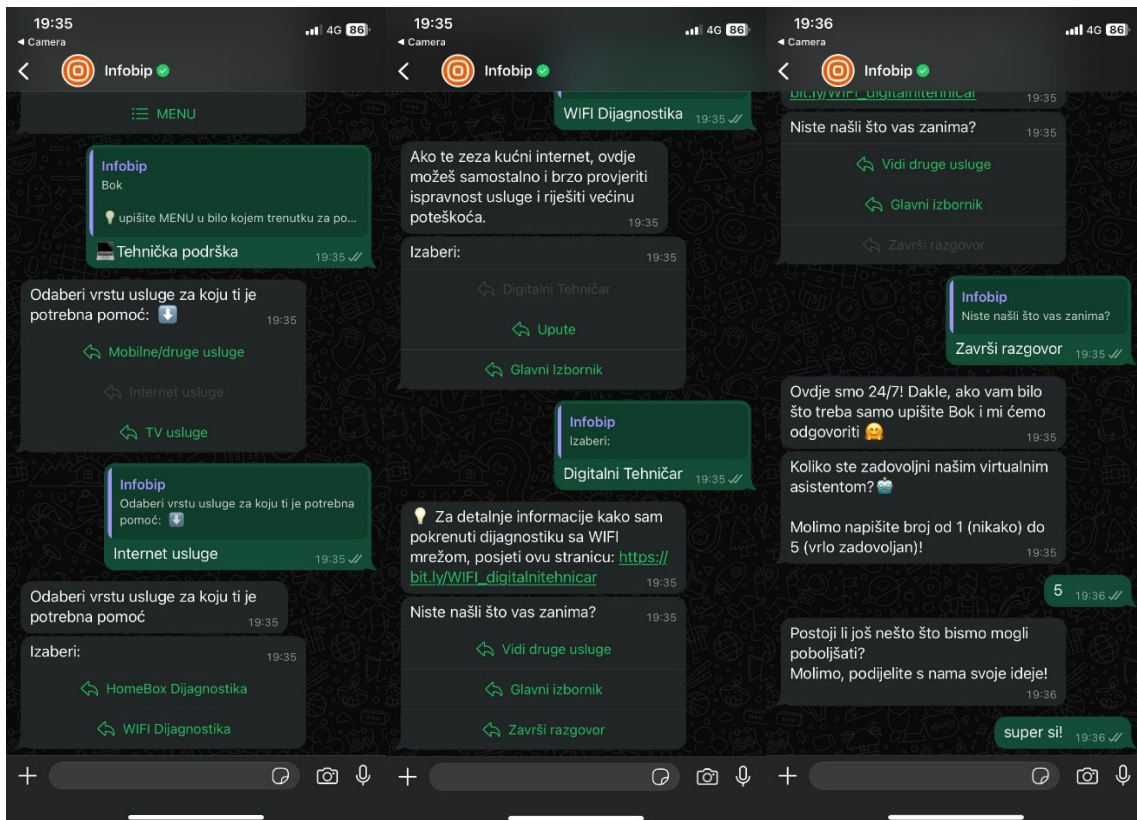 19:35
4G 86
Camera
Infobip
MENU
Infobip
Bok
upišite MENU u bilo kojem trenutku za po...
Tehnička podrška 19:35
Odaberi vrstu usluge za koju ti je
potrebna pomoć: 19:35
Mobilne/druge usluge
Internet usluge
TV usluge
Infobip
Odaberi vrstu usluge za koju ti je potrebna
pomoć:
Internet usluge 19:35
Odaberi vrstu usluge za koju ti je
potrebna pomoć 19:35
Izaberi: 19:35
HomeBox Dijagnostika
WIFI Dijagnostika
19:35
4G 86
Camera
Infobip
WIFI Dijagnostika 19:35
Ako te zeza kućni internet, ovdje
možeš samostalno i brzo provjeriti
ispravnost usluge i riješiti većinu
poteškoća. 19:35
Izaberi: 19:35
Digitalni Tehničar
Upute
Glavni Izbornik
Infobip
Izaberi:
Digitalni Tehničar 19:35
Za detalnje informacije kako sam
pokrenuti dijagnostiku sa WIFI
mrežom, posjeti ovu stranicu: https://
bit.ly/WIFI_digitalnitehnicar 19:35
Niste našli što vas zanima? 19:35
Vidi druge usluge
Glavni izbornik
Završi razgovor
19:36
4G 86
Camera
Infobip
bit.ly/WIFI_digitalnitehnicar 19:35
Niste našli što vas zanima? 19:35
Vidi druge usluge
Glavni izbornik
Završi razgovor
Infobip
Niste našli što vas zanima?
Završi razgovor 19:35
Ovdje smo 24/7! Dakle, ako vam bilo
što treba samo upišite Bok i mi ćemo
odgovoriti 19:35
Koliko ste zadovoljni našim virtualnim
asistentom?
Molimo napišite broj od 1 (nikako) do
5 (vrlo zadovoljan)! 19:35
5 19:36
Postoji li još nešto što bismo mogli
poboljšati?
Molimo, podijelite s nama svoje ideje!
19:36
super si! 19:36